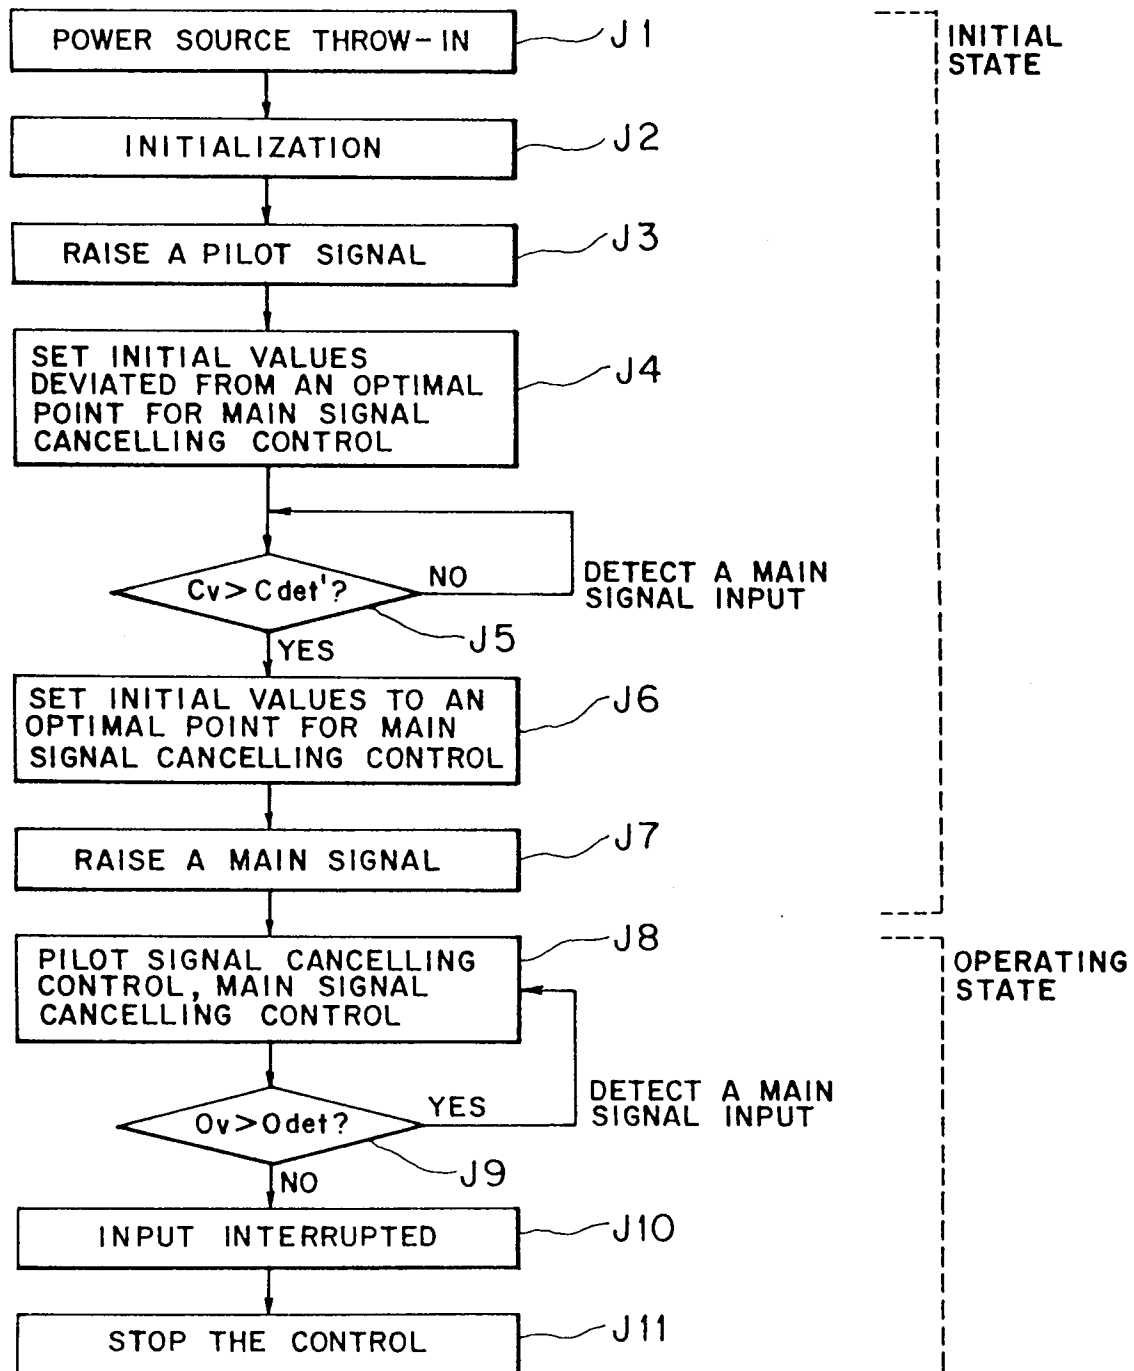 POWER SOURCE THROW-IN
J1
INITIAL
STATE
INITIALIZATION
J2
RAISE A PILOT SIGNAL
J3
SET INITIAL VALUES
DEVIATED FROM AN OPTIMAL
POINT FOR MAIN SIGNAL
CANCELLING CONTROL
J4
Cv>Cdet'?
NO
DETECT A MAIN
SIGNAL INPUT
J5
YES
SET INITIAL VALUES TO AN
OPTIMAL POINT FOR MAIN
SIGNAL CANCELLING CONTROL
J6
RAISE A MAIN SIGNAL
J7
PILOT SIGNAL CANCELLING
CONTROL, MAIN SIGNAL
CANCELLING CONTROL
J8
OPERATING
STATE
Ov>Odet?
YES
DETECT A MAIN
SIGNAL INPUT
J9
NO
INPUT INTERRUPTED
J10
STOP THE CONTROL
J11